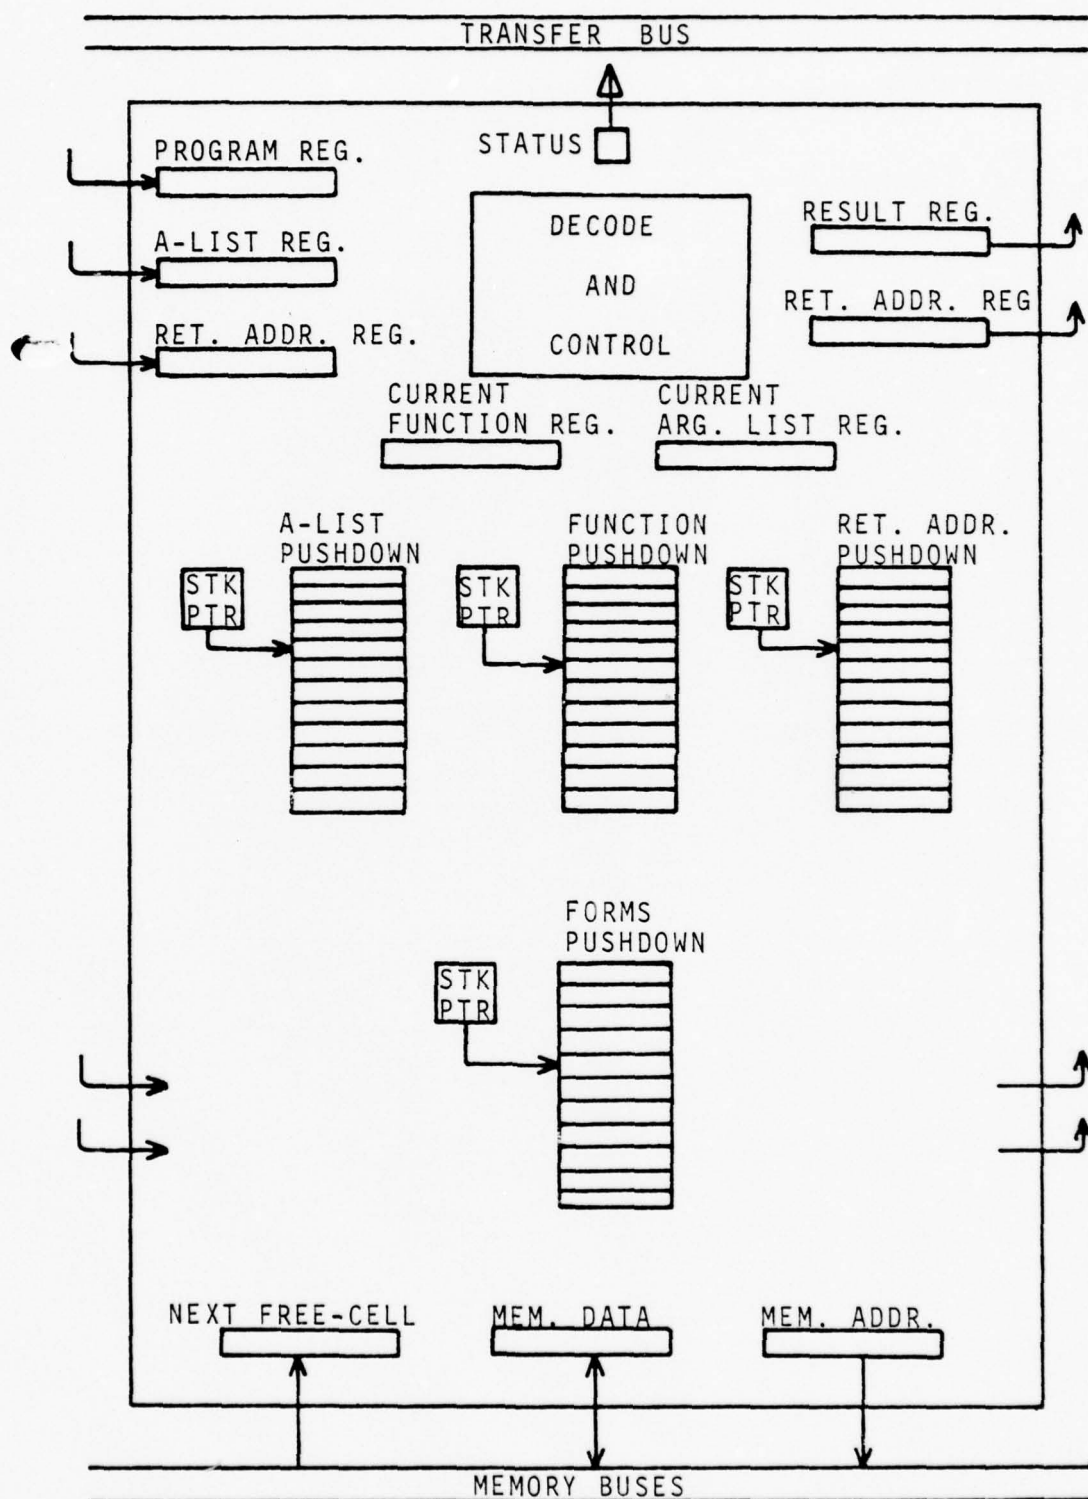 TRANSFER BUS
STATUS
PROGRAM REG.
A-LIST REG.
RET. ADDR. REG.
DECODE
AND
CONTROL
RESULT REG.
RET. ADDR. REG
CURRENT
FUNCTION REG.
CURRENT
ARG. LIST REG.
A-LIST
PUSHDOWN
FUNCTION
PUSHDOWN
RET. ADDR.
PUSHDOWN
STK
PTR
STK
PTR
STK
PTR
FORMS
PUSHDOWN
STK
PTR
NEXT FREE-CELL
MEM. DATA
MEM. ADDR.
MEMORY BUSES